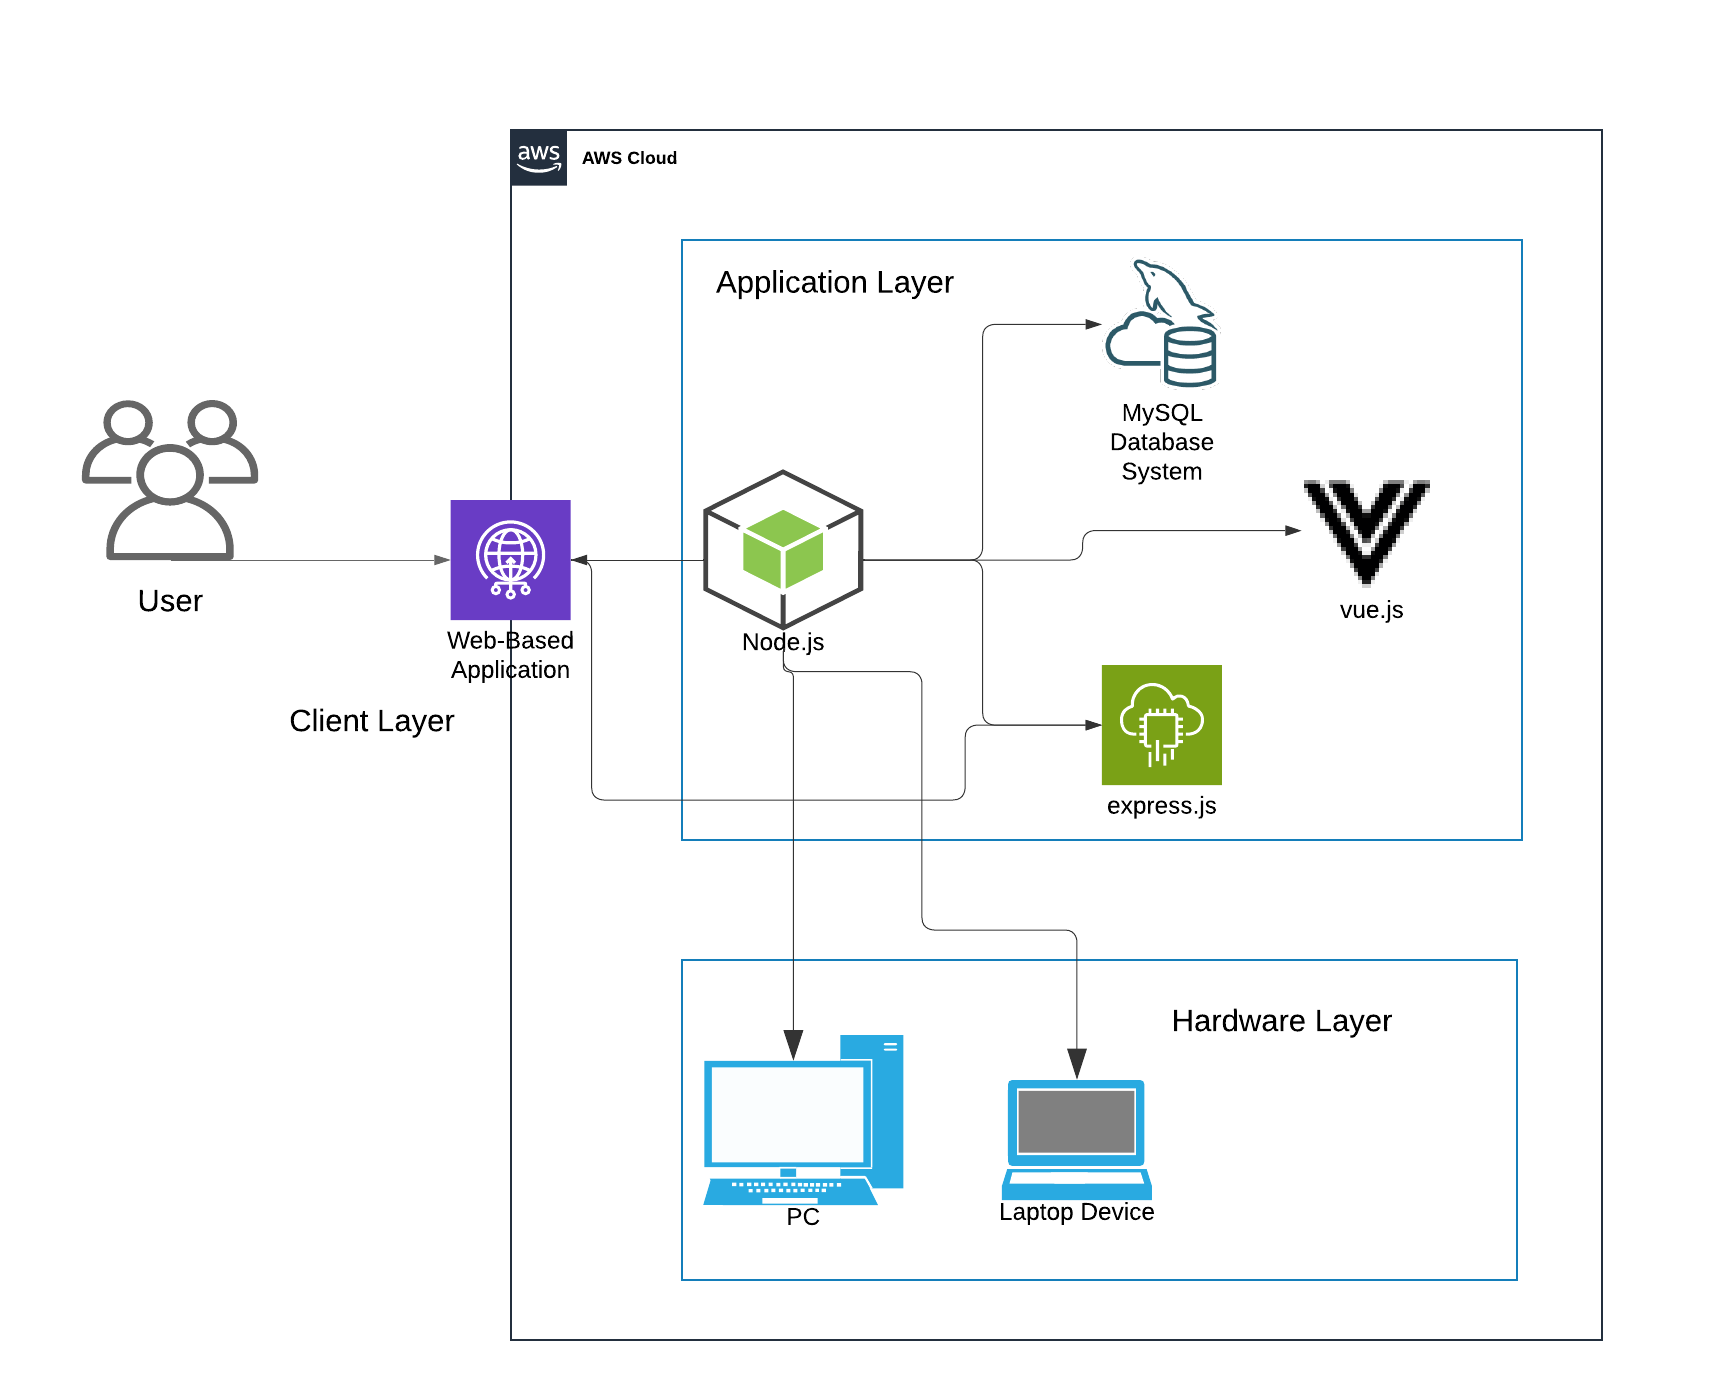 aws
AWS Cloud
Application Layer
MySQL
Database
System
User
Web-Based
Application
Node.js
vue.js
Client Layer
express.js
Hardware Layer
PC
Laptop Device